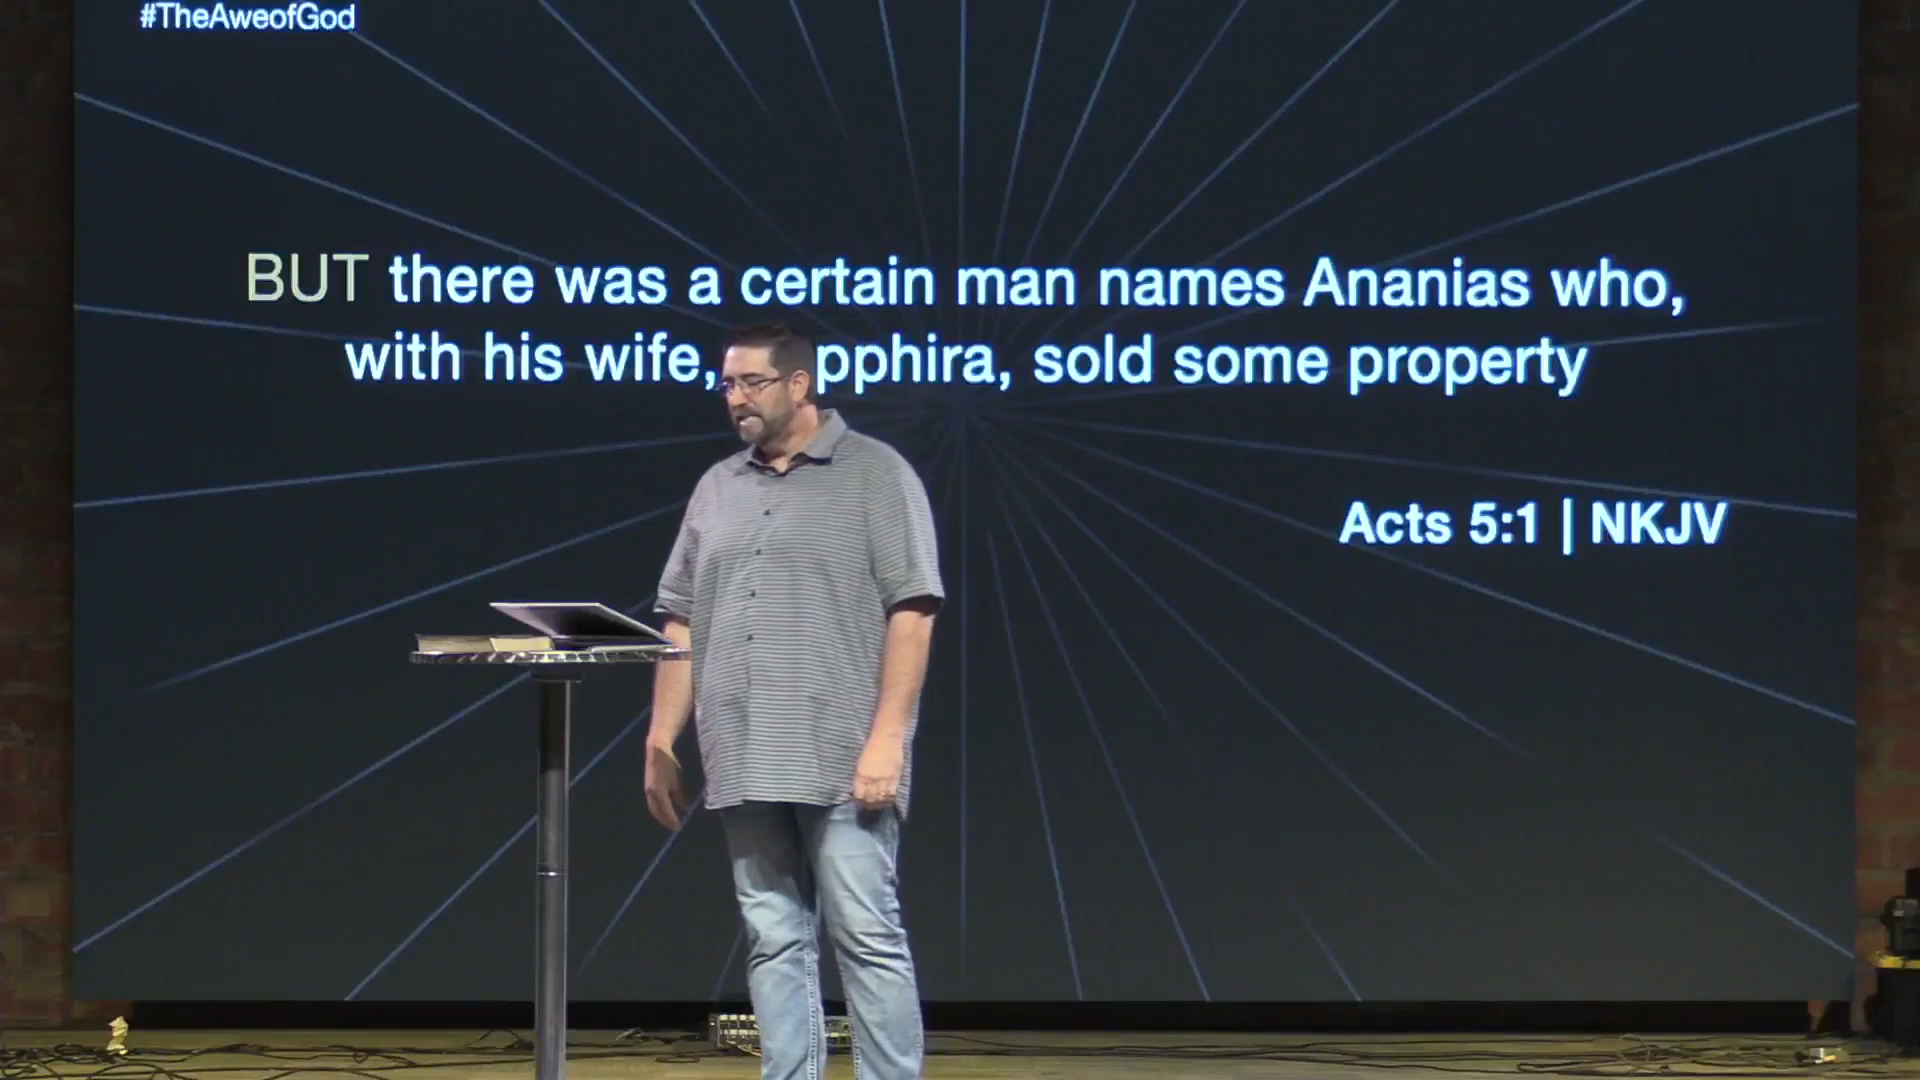 #TheAweofGod
BUT there was a certain man names Ananias who,
with his wife, pphira, sold some property
Acts 5:1 | NKJV